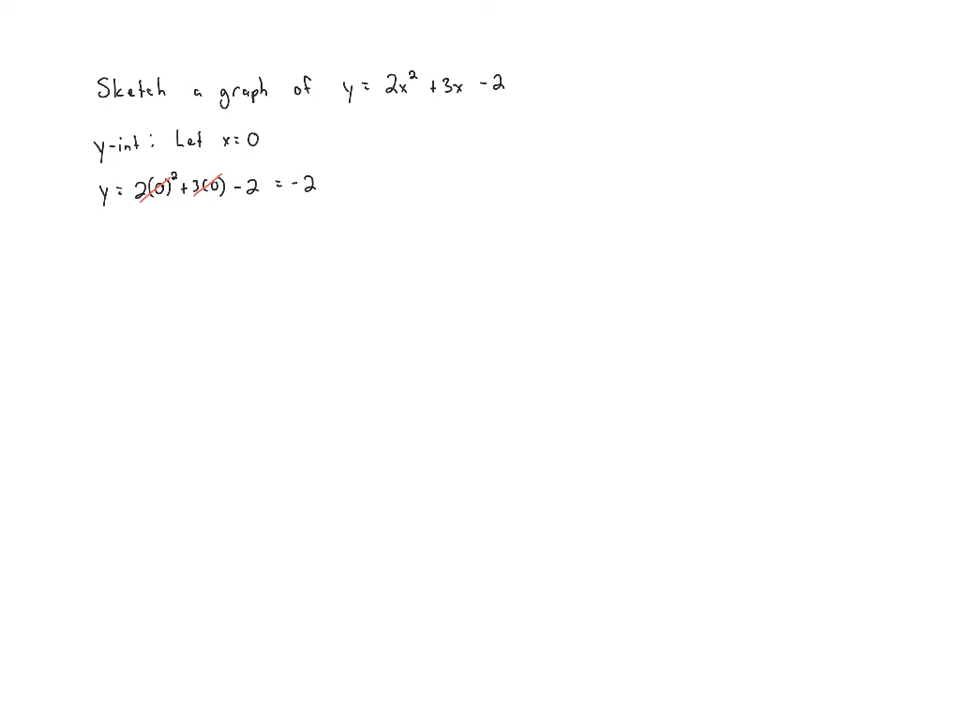 Sketch a graph of y = 2x² + 3x - 2
y-int: Let x = 0
y = 2(0)² + 3(0) - 2 = -2